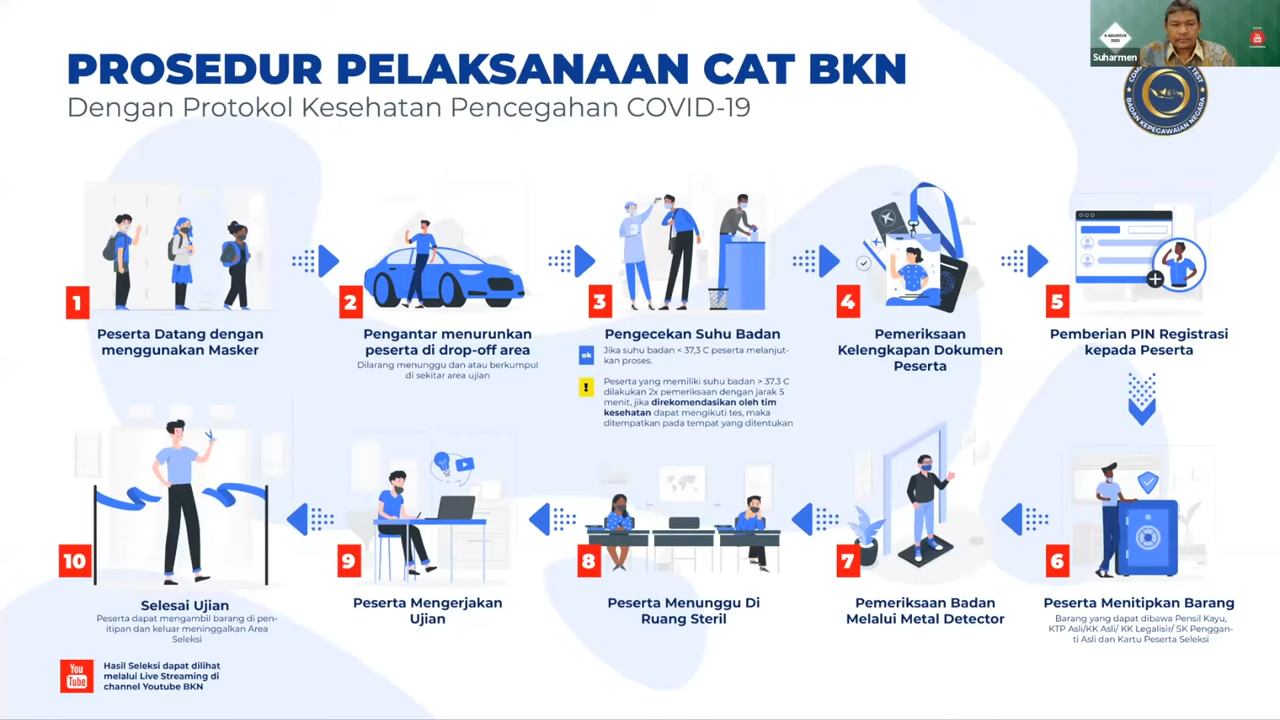 PROSEDUR PELAKSANAAN CAT BKN
Dengan Protokol Kesehatan Pencegahan COVID-19
Suharmen
BADAN KEPEGAWAIAN NEGARA
1
Peserta Datang dengan
menggunakan Masker
2
Pengantar menurunkan
peserta di drop-off area
Dilarang menunggu dan atau berkumpul
di sekitar area ujian
3
Pengecekan Suhu Badan
ok
Jika suhu badan < 37,3 C peserta melanjut-
kan proses.
!
Peserta yang memiliki suhu badan > 37.3 C
dilakukan 2x pemeriksaan dengan jarak 5
menit, jika direkomendasikan oleh tim
kesehatan dapat mengikuti tes, maka
ditempatkan pada tempat yang ditentukan
4
Pemeriksaan
Kelengkapan Dokumen
Peserta
5
Pemberian PIN Registrasi
kepada Peserta
6
Peserta Menitipkan Barang
Barang yang dapat dibawa Pensil Kayu,
KTP Asli/KK Asli/ KK Legalisir/ SK Penggan-
ti Asli dan Kartu Peserta Seleksi
7
Pemeriksaan Badan
Melalui Metal Detector
8
Peserta Menunggu Di
Ruang Steril
9
Peserta Mengerjakan
Ujian
10
Selesai Ujian
Peserta dapat mengambil barang di pen-
itipan dan keluar meninggalkan Area
Seleksi
You
Tube
Hasil Seleksi dapat dilihat
melalui Live Streaming di
channel Youtube BKN